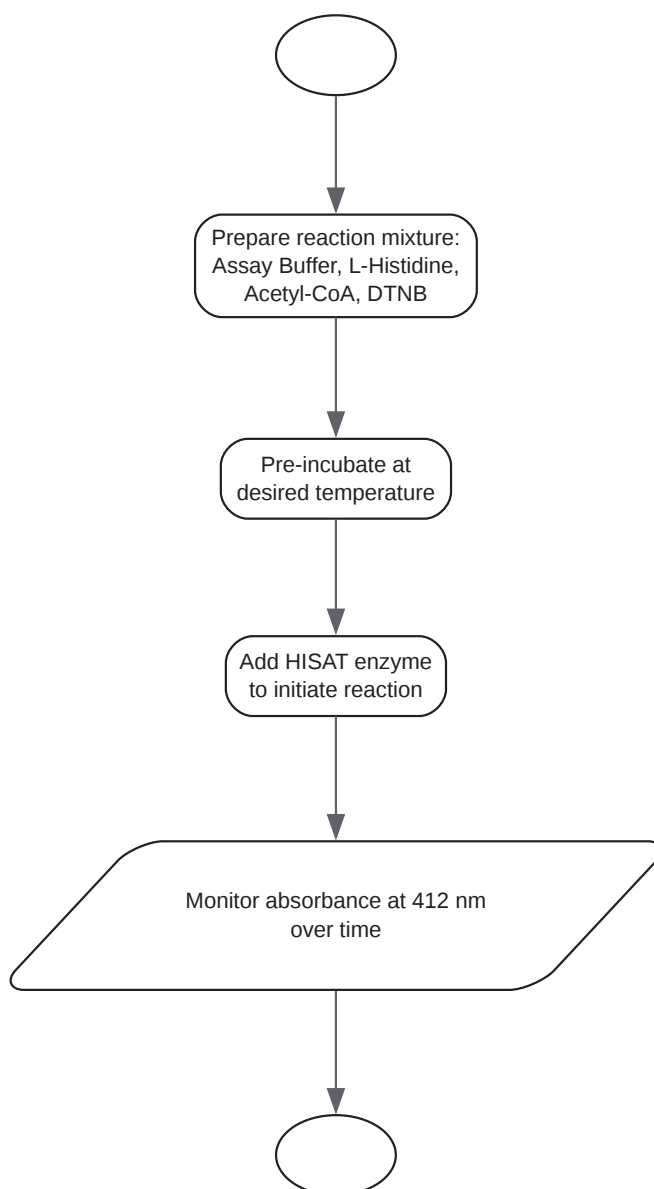 Prepare reaction mixture:
Assay Buffer, L-Histidine,
Acetyl-CoA, DTNB
Pre-incubate at
desired temperature
Add HISAT enzyme
to initiate reaction
Monitor absorbance at 412 nm
over time